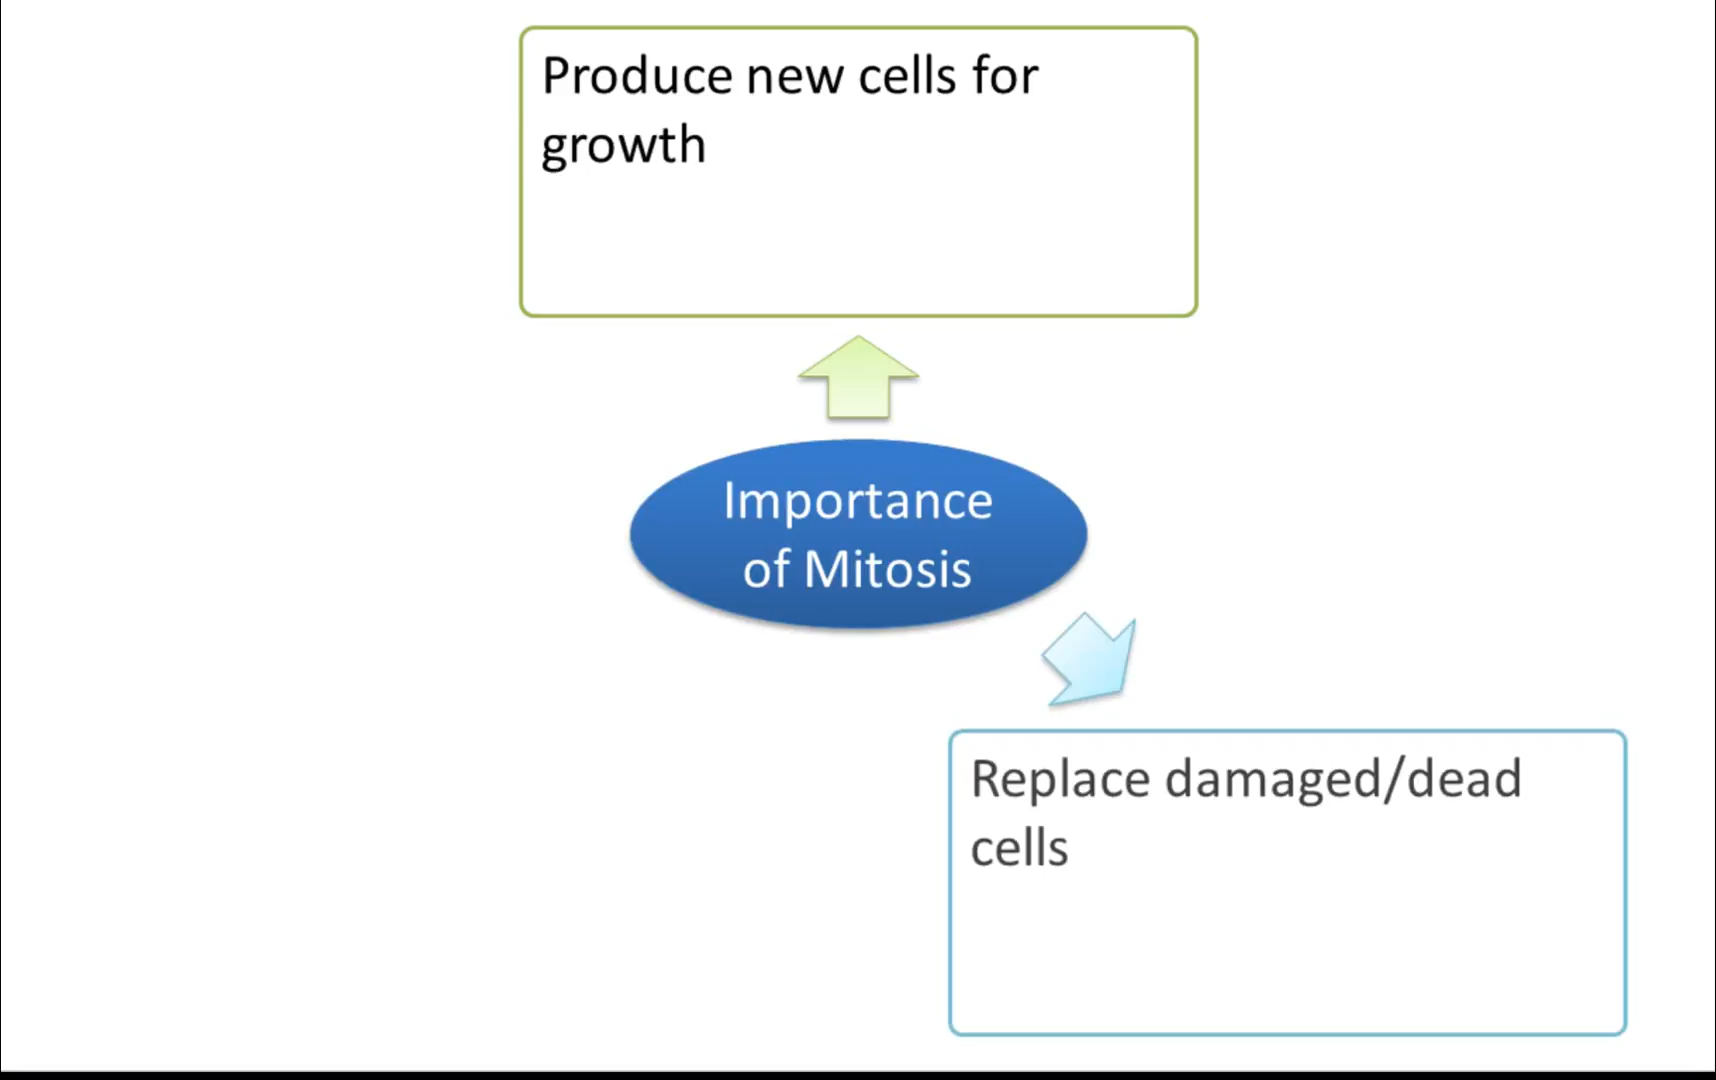 Produce new cells for
growth
Importance
of Mitosis
Replace damaged/dead
cells